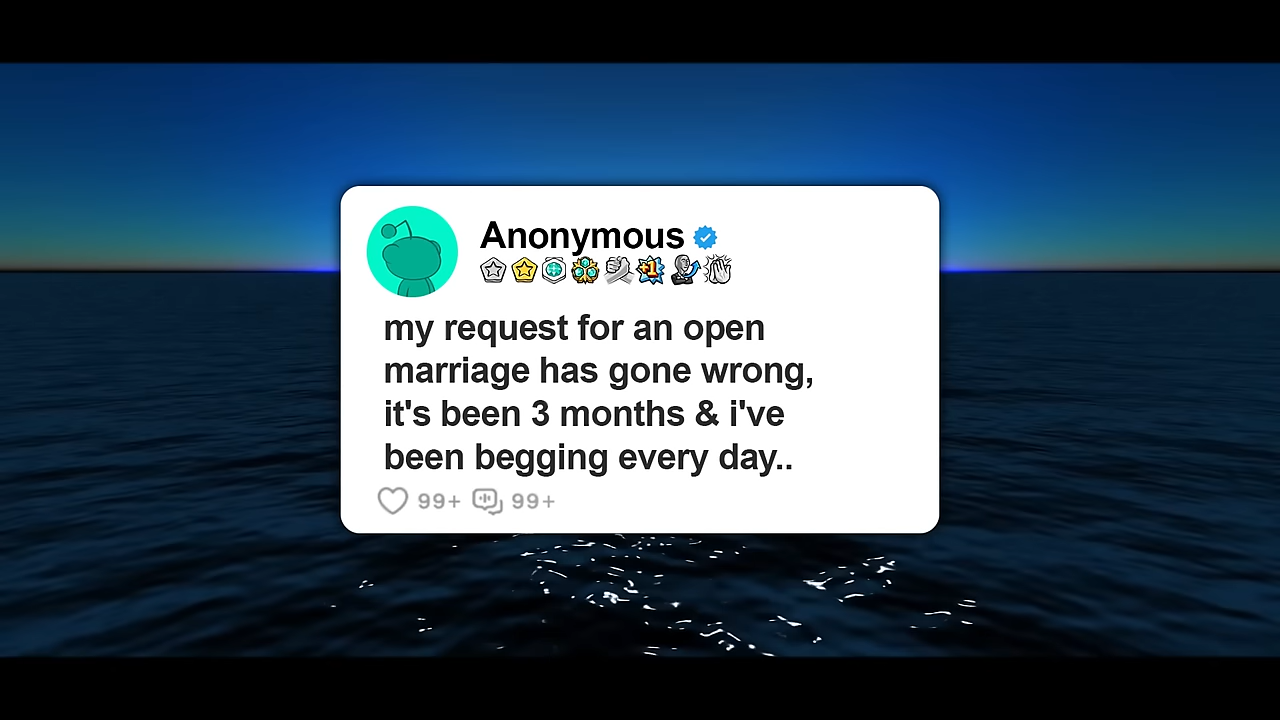 Anonymous
+1
my request for an open
marriage has gone wrong,
it's been 3 months & i've
been begging every day..
99+ 99+